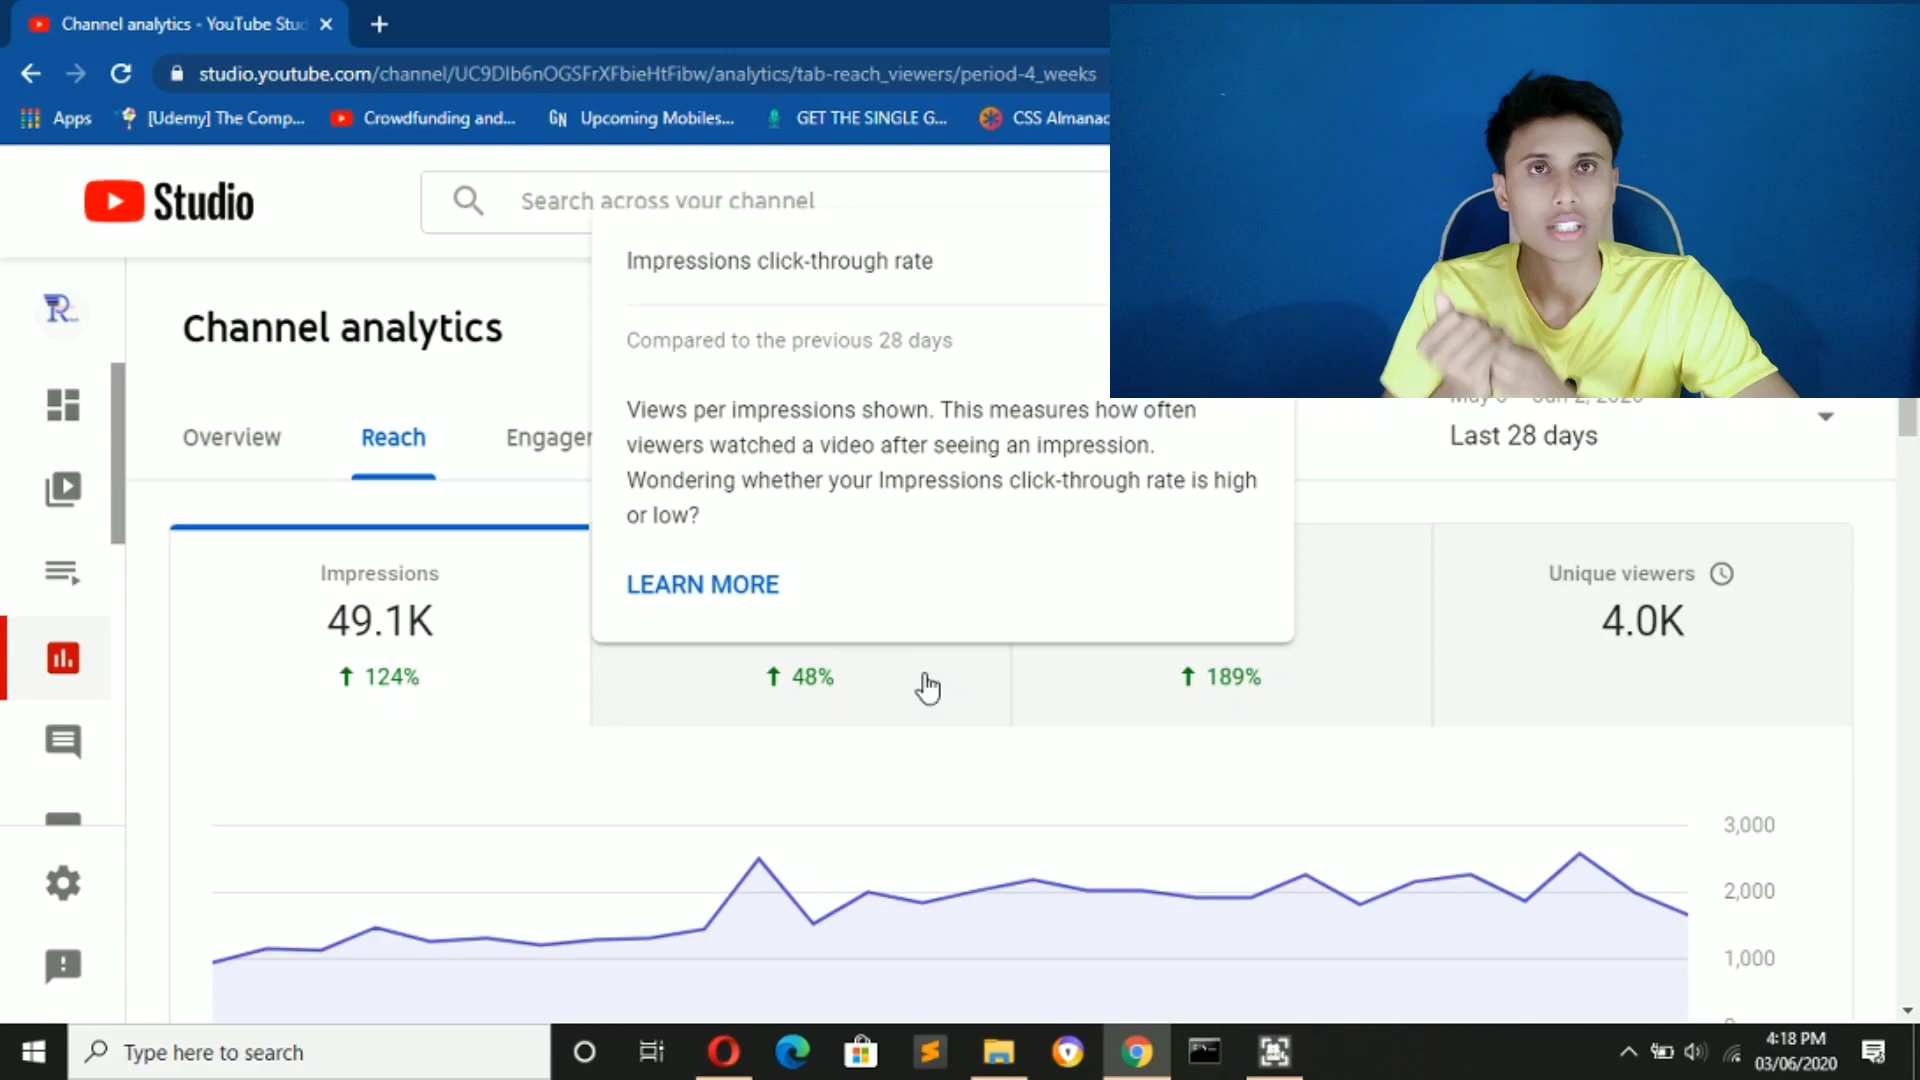 Channel analytics - YouTube Stu
studio.youtube.com/channel/UC9DIb6nOGSFrXFbieHtFibw/analytics/tab-reach_viewers/period-4_weeks
Apps
[Udemy] The Comp...
Crowdfunding and...
GN
Upcoming Mobiles...
GET THE SINGLE G...
CSS Almanac
Studio
Search across your channel
Impressions click-through rate
Compared to the previous 28 days
Views per impressions shown. This measures how often
viewers watched a video after seeing an impression.
Wondering whether your Impressions click-through rate is high
or low?
LEARN MORE
R
Channel analytics
Last 28 days
Overview
Reach
Engager
Impressions
49.1K
124%
48%
189%
Unique viewers
4.0K
3,000
2,000
1,000
Type here to search
4:18 PM
03/06/2020